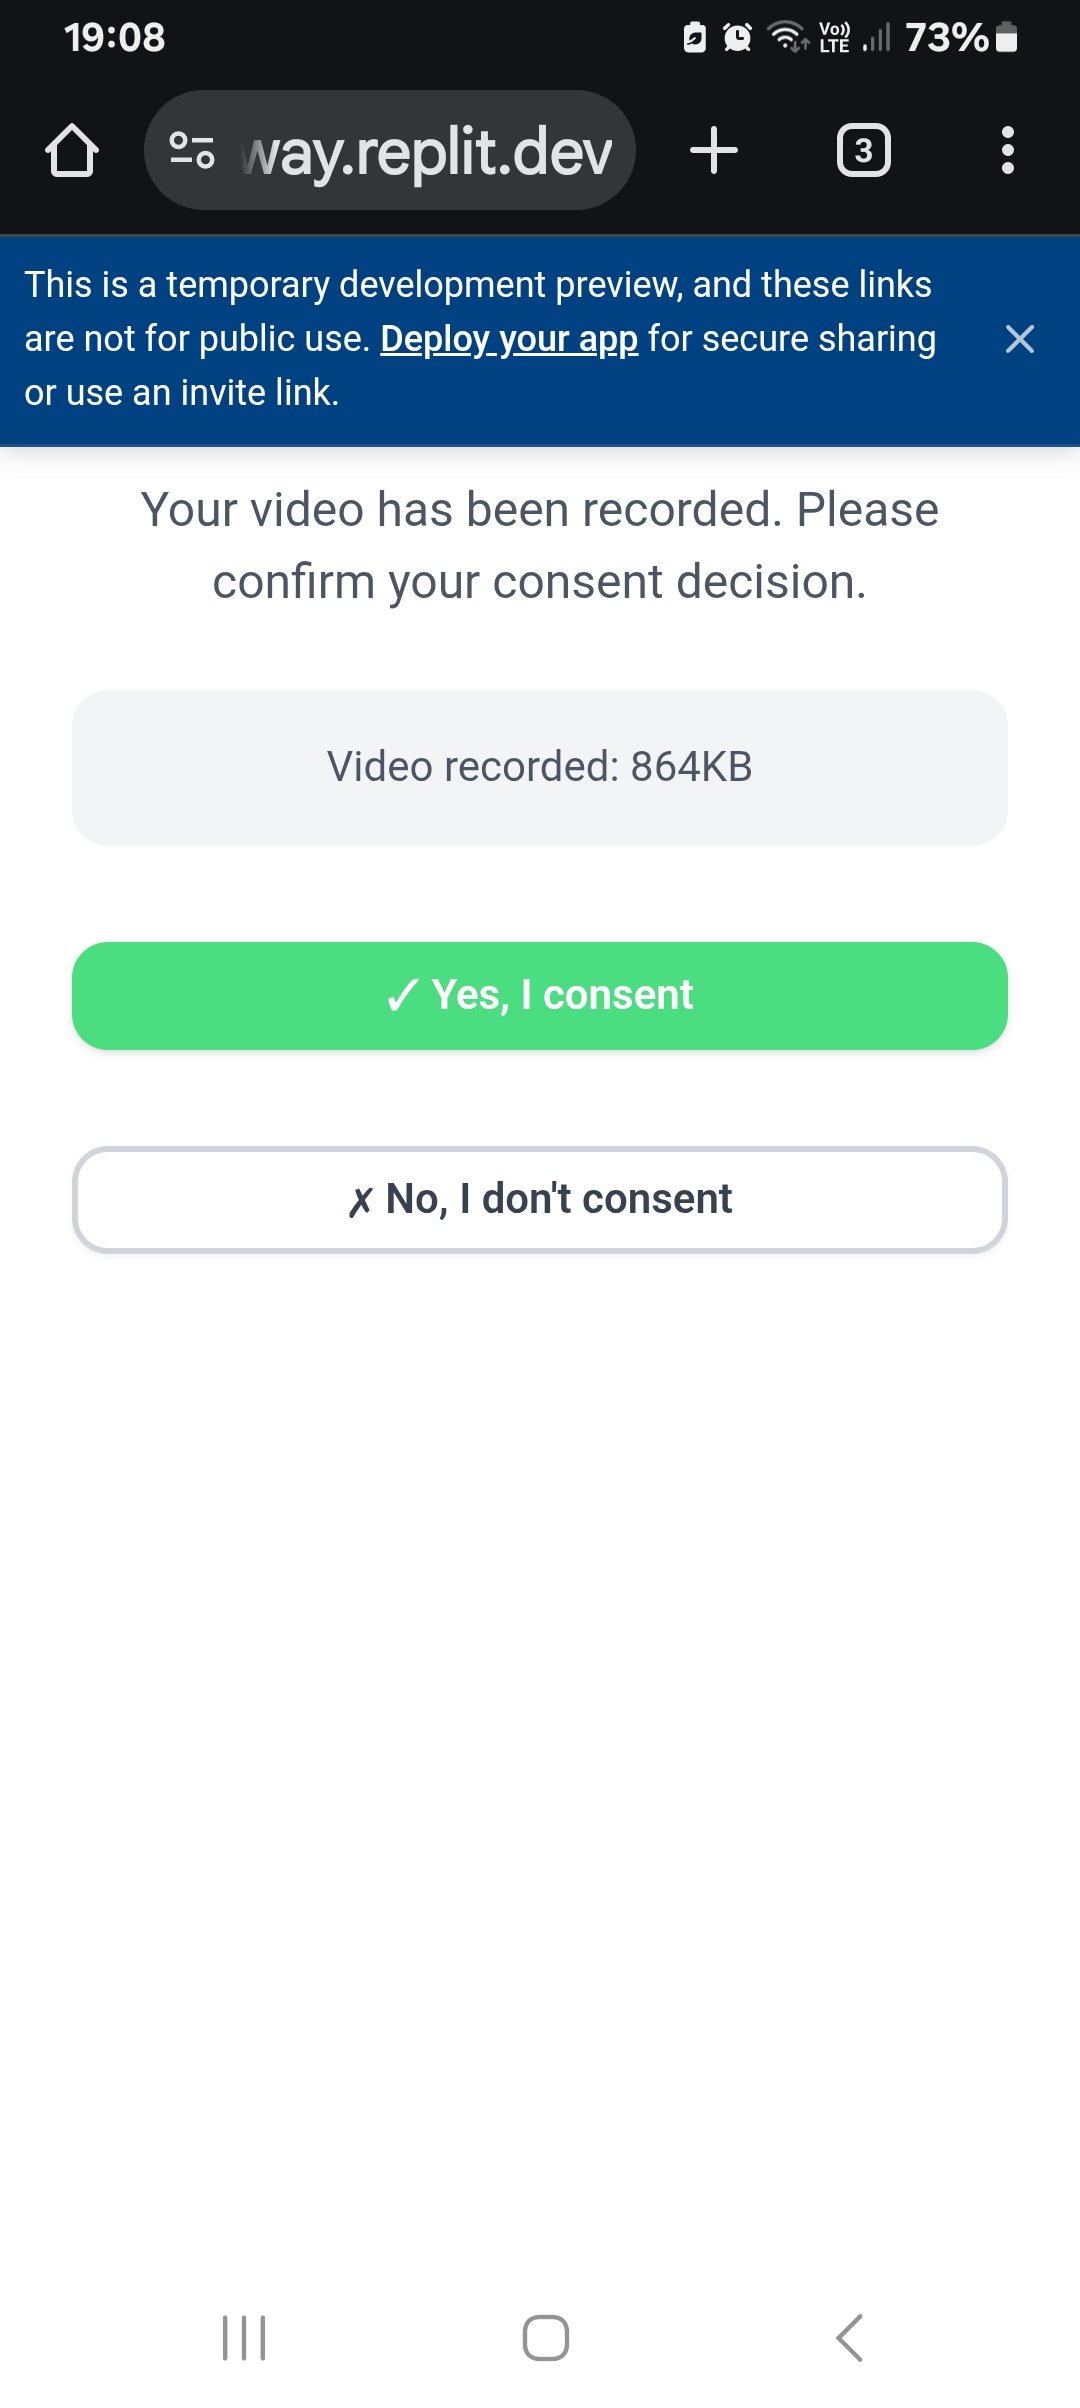 19:08
Vo)) LTE
73%
way.replit.dev
3
This is a temporary development preview, and these links
are not for public use. Deploy your app for secure sharing
or use an invite link.
Your video has been recorded. Please
confirm your consent decision.
Video recorded: 864KB
✓ Yes, I consent
✗ No, I don't consent